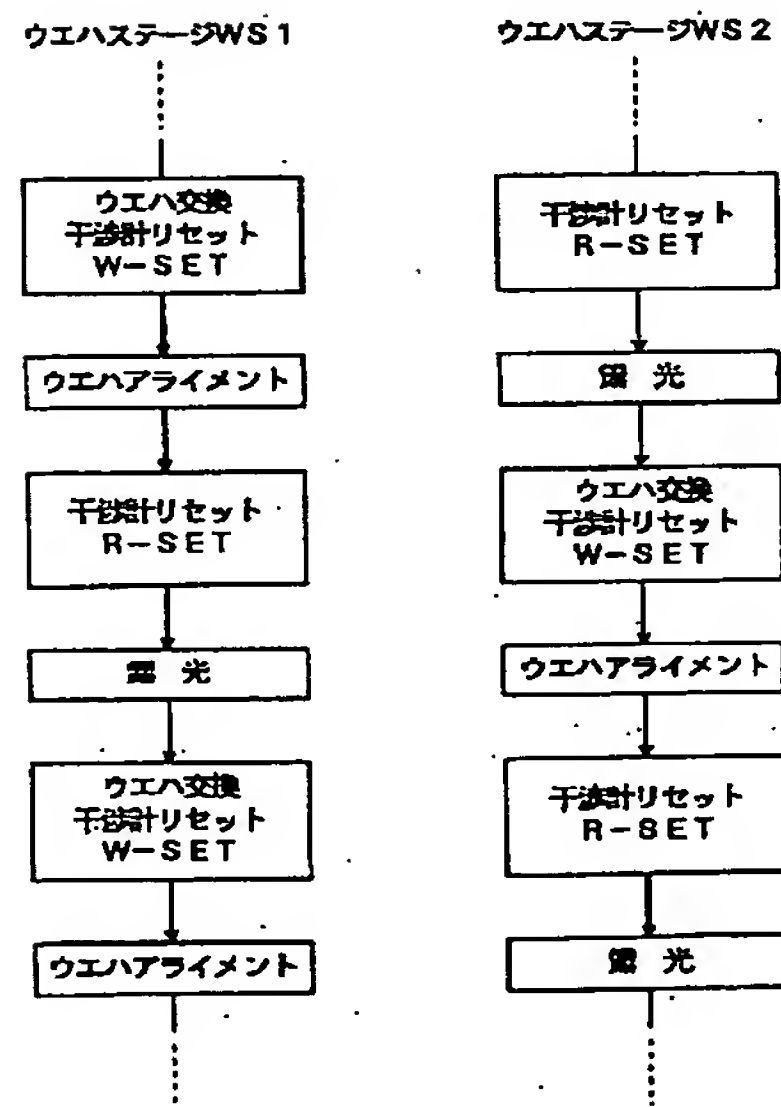 ウエハステージWS1
ウエハ交換
干渉計リセット
W-SET
ウエハアライメント
干渉計リセット
R-SET
露 光
ウエハ交換
干渉計リセット
W-SET
ウエハアライメント
ウエハステージWS2
干渉計リセット
R-SET
露 光
ウエハ交換
干渉計リセット
W-SET
ウエハアライメント
干渉計リセット
R-SET
露 光